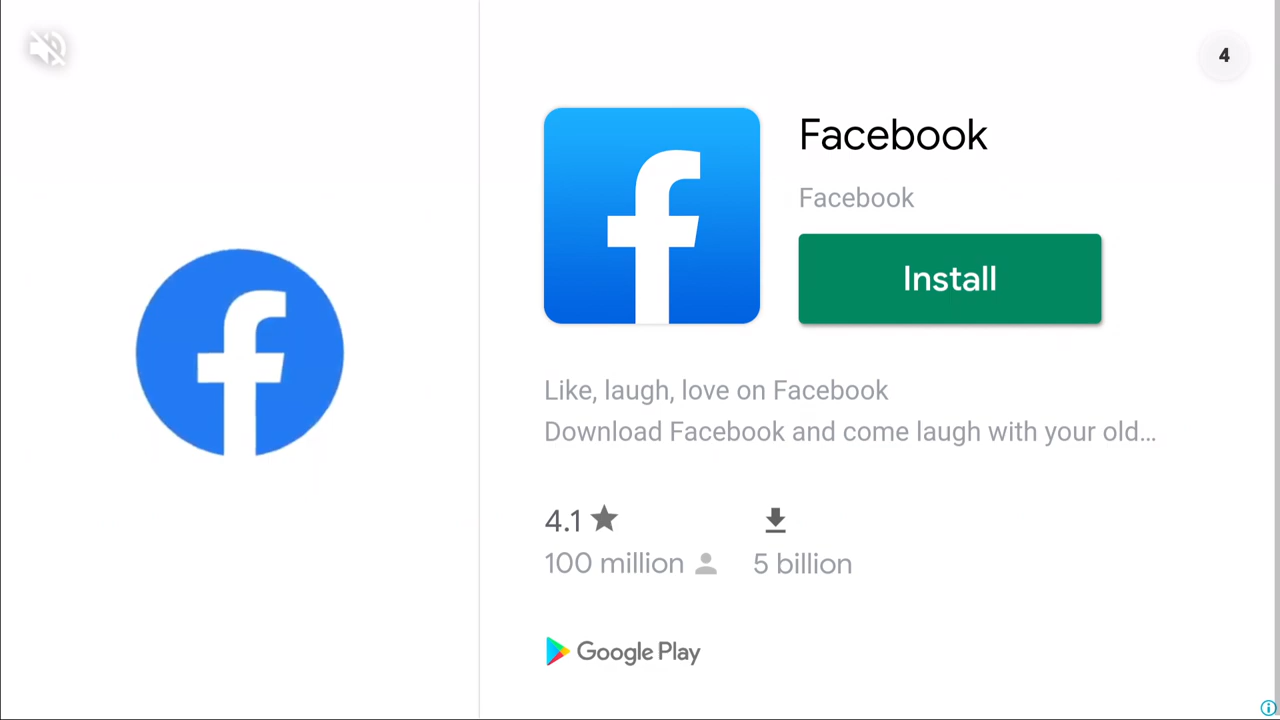 4
Facebook
Facebook
Install
Like, laugh, love on Facebook
Download Facebook and come laugh with your old...
4.1
100 million
5 billion
Google Play